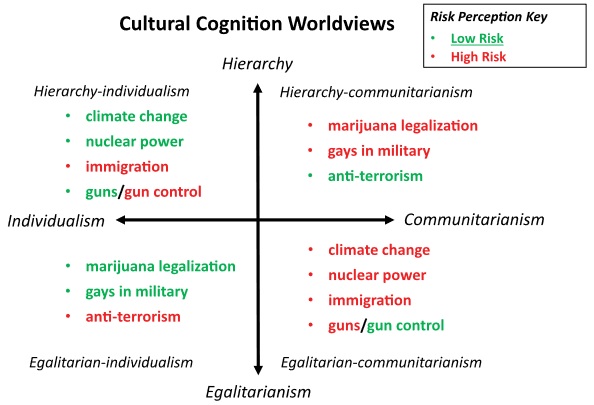 Cultural Cognition Worldviews
Risk Perception Key
• Low Risk
• High Risk
Hierarchy
Hierarchy-individualism
• climate change
• nuclear power
• immigration
• guns/gun control
Hierarchy-communitarianism
• marijuana legalization
• gays in military
• anti-terrorism
Individualism
Communitarianism
• marijuana legalization
• gays in military
• anti-terrorism
Egalitarian-individualism
• climate change
• nuclear power
• immigration
• guns/gun control
Egalitarian-communitarianism
Egalitarianism